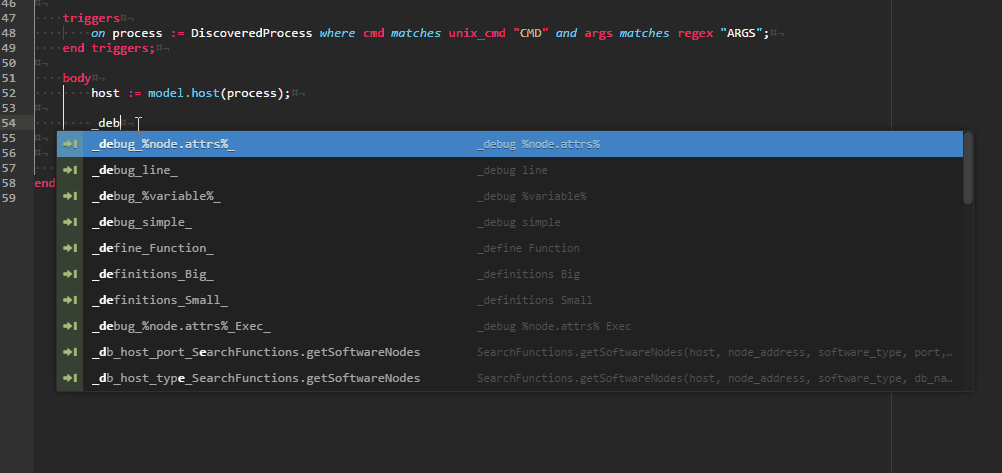 46
47 triggers
48 on process := DiscoveredProcess where cmd matches unix_cmd "CMD" and args matches regex "ARGS";
49 end triggers;
50
51 body
52 host := model.host(process);
53
54 _deb
55 _debug_%node.attrs%_ _debug %node.attrs%
56 _debug_line_ _debug line
57 _debug_%variable%_ _debug %variable%
58 end _debug_simple_ _debug simple
59
_define_Function_ _define Function
_definitions_Big_ _definitions Big
_definitions_Small_ _definitions Small
_debug_%node.attrs%_Exec_ _debug %node.attrs% Exec
_db_host_port_SearchFunctions.getSoftwareNodes SearchFunctions.getSoftwareNodes(host, node_address, software_type, port,…
_db_host_type_SearchFunctions.getSoftwareNodes SearchFunctions.getSoftwareNodes(host, node_address, software_type, db_na…